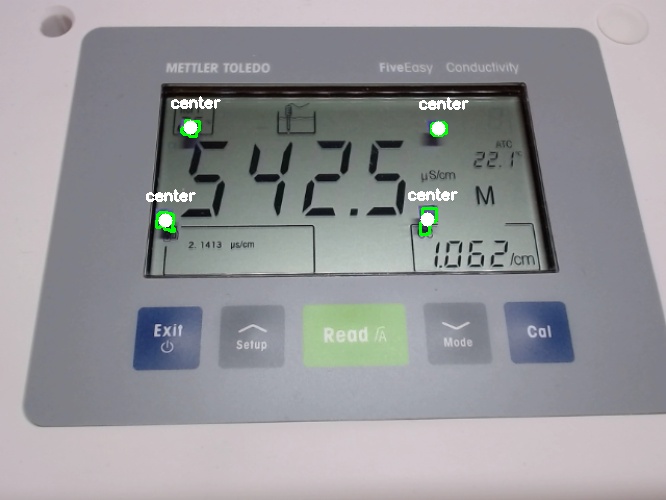 METTLER TOLEDO FiveEasy Conductivity
center center
ATC
542.5 µS/cm 22.1°C
center center
M
2. 1413 µs/cm
1.062 /cm
Exit Setup Read /A Mode Cal